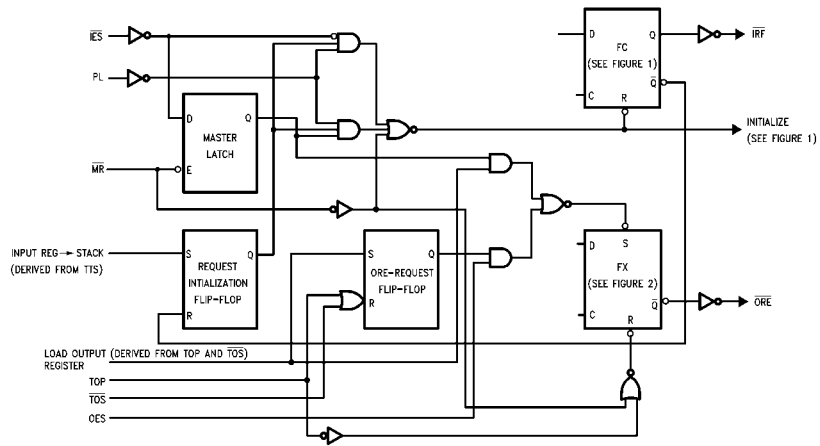 IES
PL
D
Q
MASTER
LATCH
MR
E
INPUT REG→STACK
(DERIVED FROM TTS)
S
Q
REQUEST
INTIALIZATION
FLIP-FLOP
R
S
Q
ORE-REQUEST
FLIP-FLOP
R
LOAD OUTPUT (DERIVED FROM TOP AND TOS)
REGISTER
TOP
TOS
OES
D
Q
FC
(SEE FIGURE 1)
Q
C
R
IRF
INITIALIZE
(SEE FIGURE 1)
D
S
FX
(SEE FIGURE 2)
Q
C
R
ORE